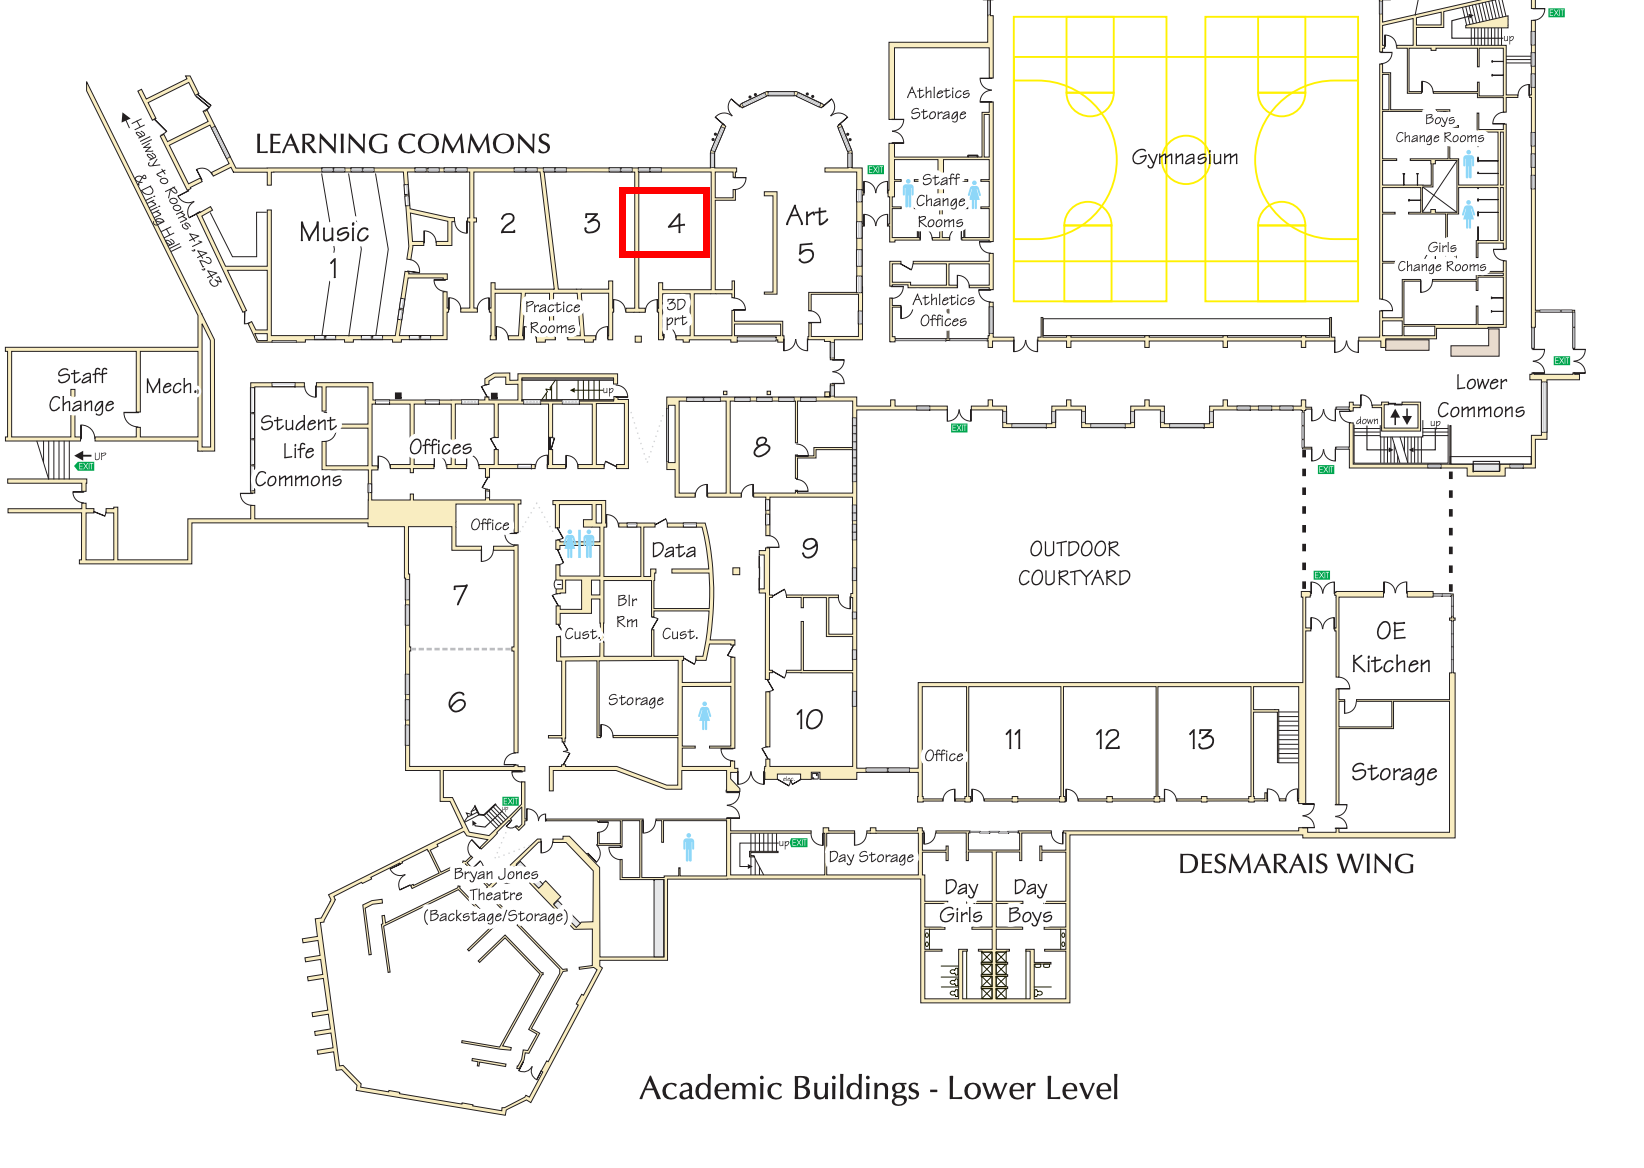 EXIT
up
Athletics
Storage
Boys
Change Rooms
LEARNING COMMONS
Hallway to Rooms 41,42,43
& Dining Hall
Gymnasium
EXIT
Staff
Change
Rooms
Music
1
2
3
4
Art
5
Girls
Change Rooms
Practice
Rooms
3D
prt
Athletics
Offices
EXIT
Staff
Change
Mech.
up
Lower
Commons
Student
Life
Commons
Offices
8
down
up
EXIT
EXIT
UP
EXIT
Office
Data
9
OUTDOOR
COURTYARD
EXIT
7
Blr
Rm
Cust.
Cust.
OE
Kitchen
6
Storage
10
Office
11
12
13
Storage
EXIT
up
up
EXIT
Day Storage
DESMARAIS WING
Bryan Jones
Theatre
(Backstage/Storage)
Day
Girls
Day
Boys
Academic Buildings - Lower Level